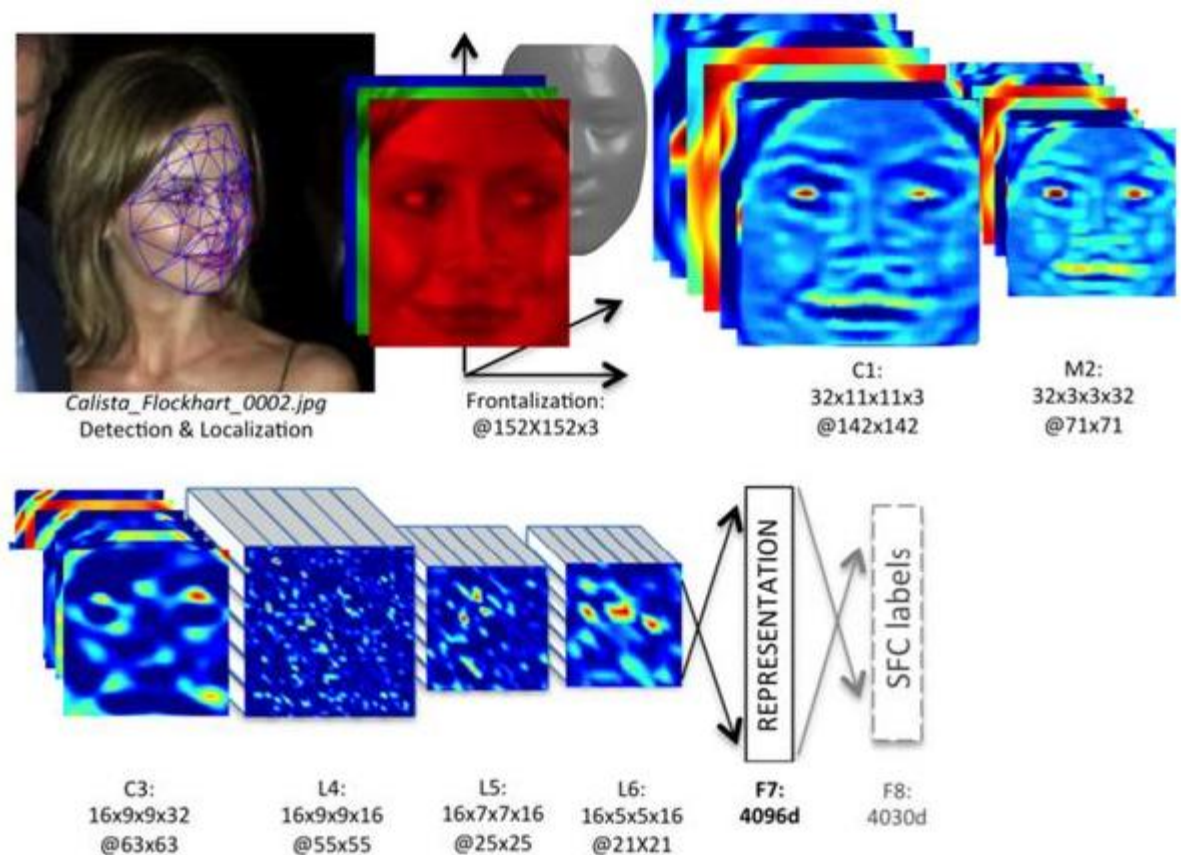 Calista_Flockhart_0002.jpg
Detection & Localization
Frontalization:
@152X152x3
C1:
32x11x11x3
@142x142
M2:
32x3x3x32
@71x71
REPRESENTATION
SFC labels
C3:
16x9x9x32
@63x63
L4:
16x9x9x16
@55x55
L5:
16x7x7x16
@25x25
L6:
16x5x5x16
@21X21
F7:
4096d
F8:
4030d